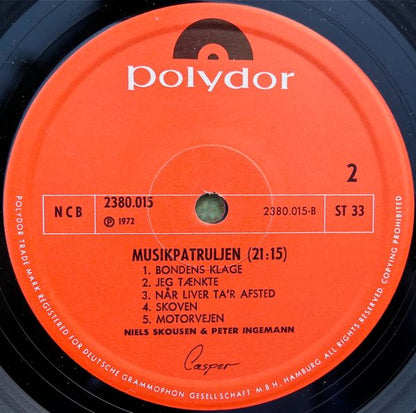 polydor
2
NCB
2380.015
Ⓟ 1972
2380.015-B
ST 33
MUSIKPATRULJEN (21:15)
1. BONDENS KLAGE
2. JEG TÆNKTE
3. NÅR LIVER TA'R AFSTED
4. SKOVEN
5. MOTORVEJEN
NIELS SKOUSEN & PETER INGEMANN
Casper
POLYDOR TRADE MARK REGISTERED FOR DEUTSCHE GRAMMOPHON GESELLSCHAFT M·B·H. HAMBURG ALL RIGHTS RESERVED. COPYING PROHIBITED